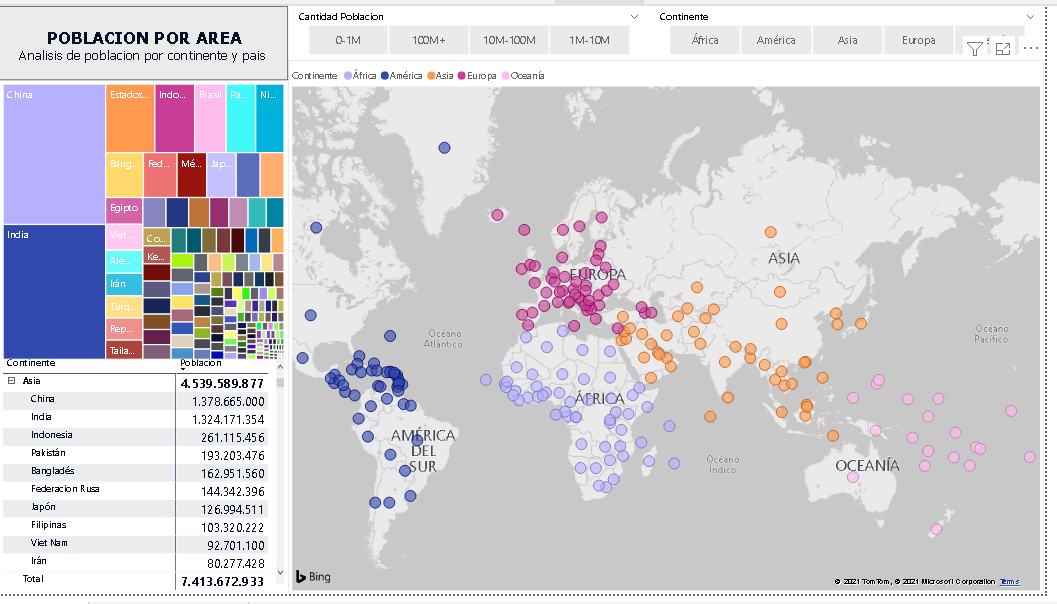 POBLACION POR AREA
Analisis de poblacion por continente y pais
Cantidad Poblacion
0-1M
100M+
10M-100M
1M-10M
Continente
África
América
Asia
Europa
Continente África América Asia Europa Oceanía
China
India
Estados...
Indo...
Brasil
Pa...
Ni...
Bang...
Fed...
Mé...
Jap...
Egipto
Viet ...
Co...
Ale...
Ke...
Irán
Turq...
Rep...
Taila...
EUROPA
ASIA
Océano
Atlántico
Océano
Pacífico
ÁFRICA
AMÉRICA
DEL
SUR
Océano
Índico
OCEANÍA
Bing
© 2021 TomTom, © 2021 Microsoft Corporation Terms
Continente Poblacion
Asia 4.539.589.877
China 1.378.665.000
India 1.324.171.354
Indonesia 261.115.456
Pakistán 193.203.476
Bangladés 162.951.560
Federacion Rusa 144.342.396
Japón 126.994.511
Filipinas 103.320.222
Viet Nam 92.701.100
Irán 80.277.428
Total 7.413.672.933